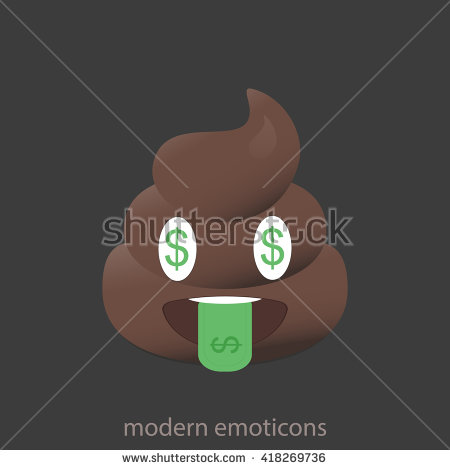 shutterstock
$ $
$
modern emoticons
www.shutterstock.com · 418269736